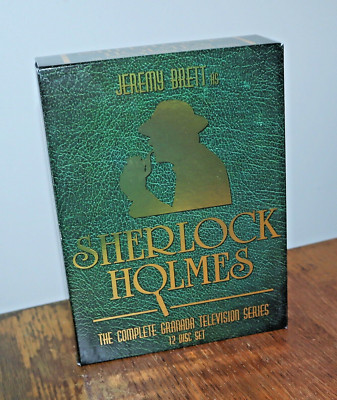 JEREMY BRETT AS
SHERLOCK
HOLMES
THE COMPLETE GRANADA TELEVISION SERIES
12 DISC SET